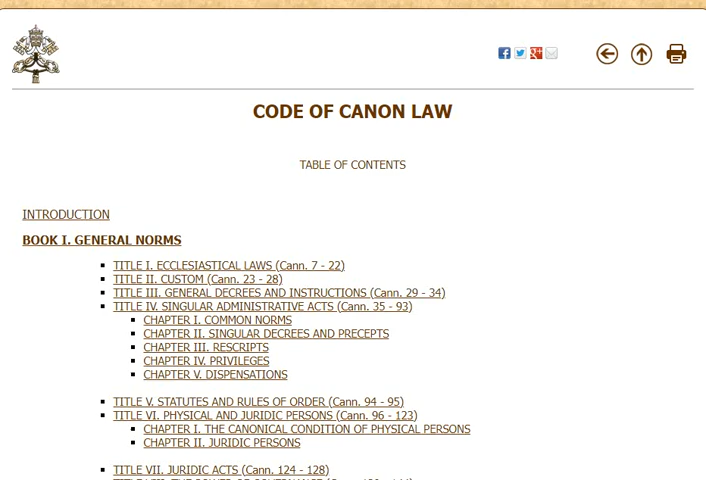 CODE OF CANON LAW
TABLE OF CONTENTS
INTRODUCTION
BOOK I. GENERAL NORMS
TITLE I. ECCLESIASTICAL LAWS (Cann. 7 - 22)
TITLE II. CUSTOM (Cann. 23 - 28)
TITLE III. GENERAL DECREES AND INSTRUCTIONS (Cann. 29 - 34)
TITLE IV. SINGULAR ADMINISTRATIVE ACTS (Cann. 35 - 93)
CHAPTER I. COMMON NORMS
CHAPTER II. SINGULAR DECREES AND PRECEPTS
CHAPTER III. RESCRIPTS
CHAPTER IV. PRIVILEGES
CHAPTER V. DISPENSATIONS
TITLE V. STATUTES AND RULES OF ORDER (Cann. 94 - 95)
TITLE VI. PHYSICAL AND JURIDIC PERSONS (Cann. 96 - 123)
CHAPTER I. THE CANONICAL CONDITION OF PHYSICAL PERSONS
CHAPTER II. JURIDIC PERSONS
TITLE VII. JURIDIC ACTS (Cann. 124 - 128)